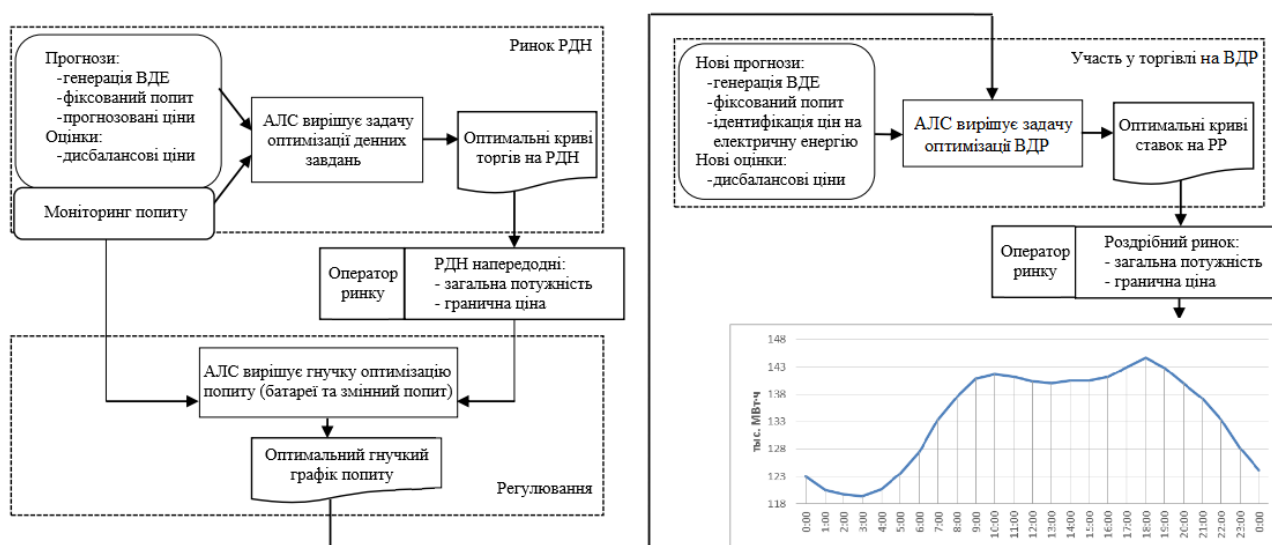 Ринок РДН
Прогнози:
-генерація ВДЕ
-фіксований попит
-прогнозовані ціни
Оцінки:
-дисбалансові ціни
Моніторинг попиту
АЛС вирішує задачу
оптимізації денних
завдань
Оптимальні криві
торгів на РДН
Оператор
ринку
РДН напередодні:
- загальна потужність
- гранична ціна
АЛС вирішує гнучку оптимізацію
попиту (батареї та змінний попит)
Оптимальний гнучкий
графік попиту
Регулювання
Участь у торгівлі на ВДР
Нові прогнози:
-генерація ВДЕ
-фіксований попит
-ідентифікація цін на
електричну енергію
Нові оцінки:
-дисбалансові ціни
АЛС вирішує задачу
оптимізації ВДР
Оптимальні криві
ставок на РР
Оператор
ринку
Роздрібний ринок:
- загальна потужність
- гранична ціна
тыс. МВт·ч
148
143
138
133
128
123
118
0:00
1:00
2:00
3:00
4:00
5:00
6:00
7:00
8:00
9:00
10:00
11:00
12:00
13:00
14:00
15:00
16:00
17:00
18:00
19:00
20:00
21:00
22:00
23:00
0:00